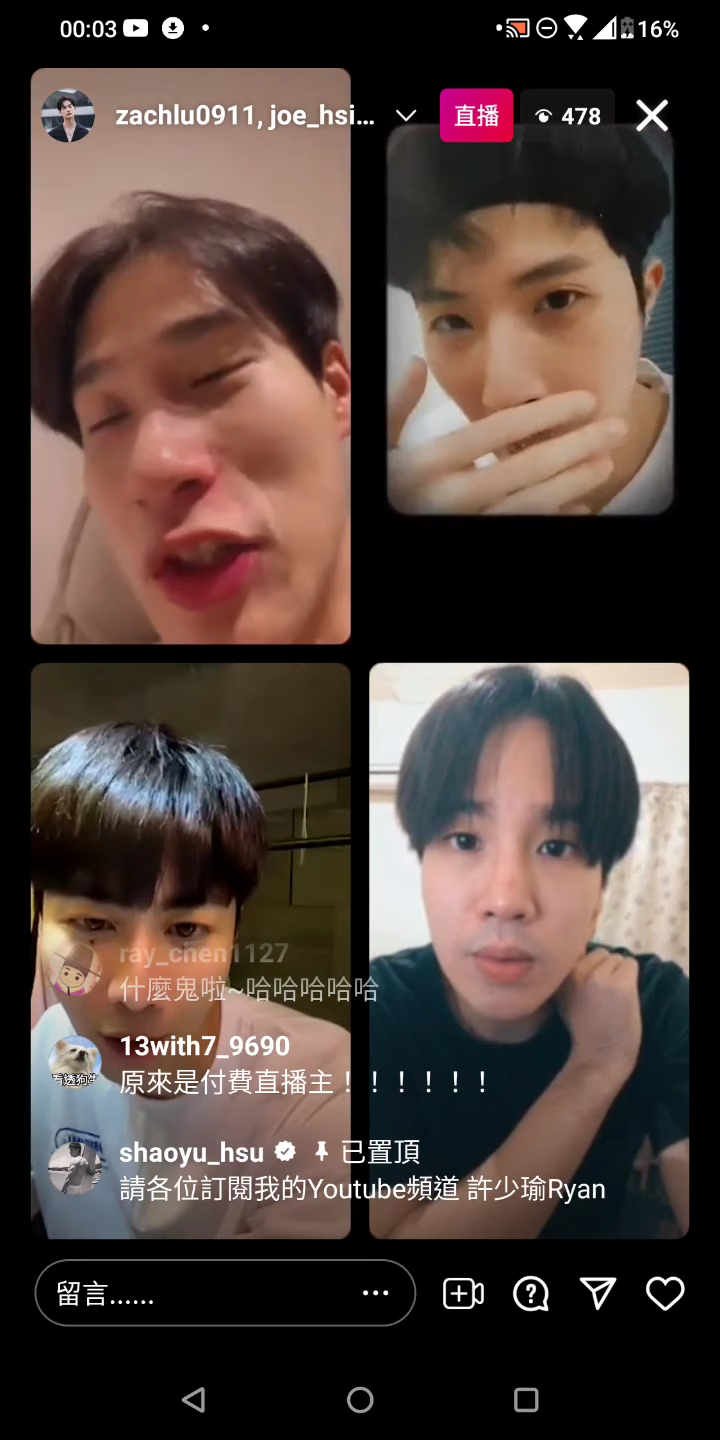 00:03
16%
zachlu0911, joe_hsi...
直播
478
ray_chen1127
什麼鬼啦~哈哈哈哈哈
13with7_9690
原來是付費直播主！！！！！！
shaoyu_hsu 已置頂
請各位訂閱我的Youtube頻道 許少瑜Ryan
留言......